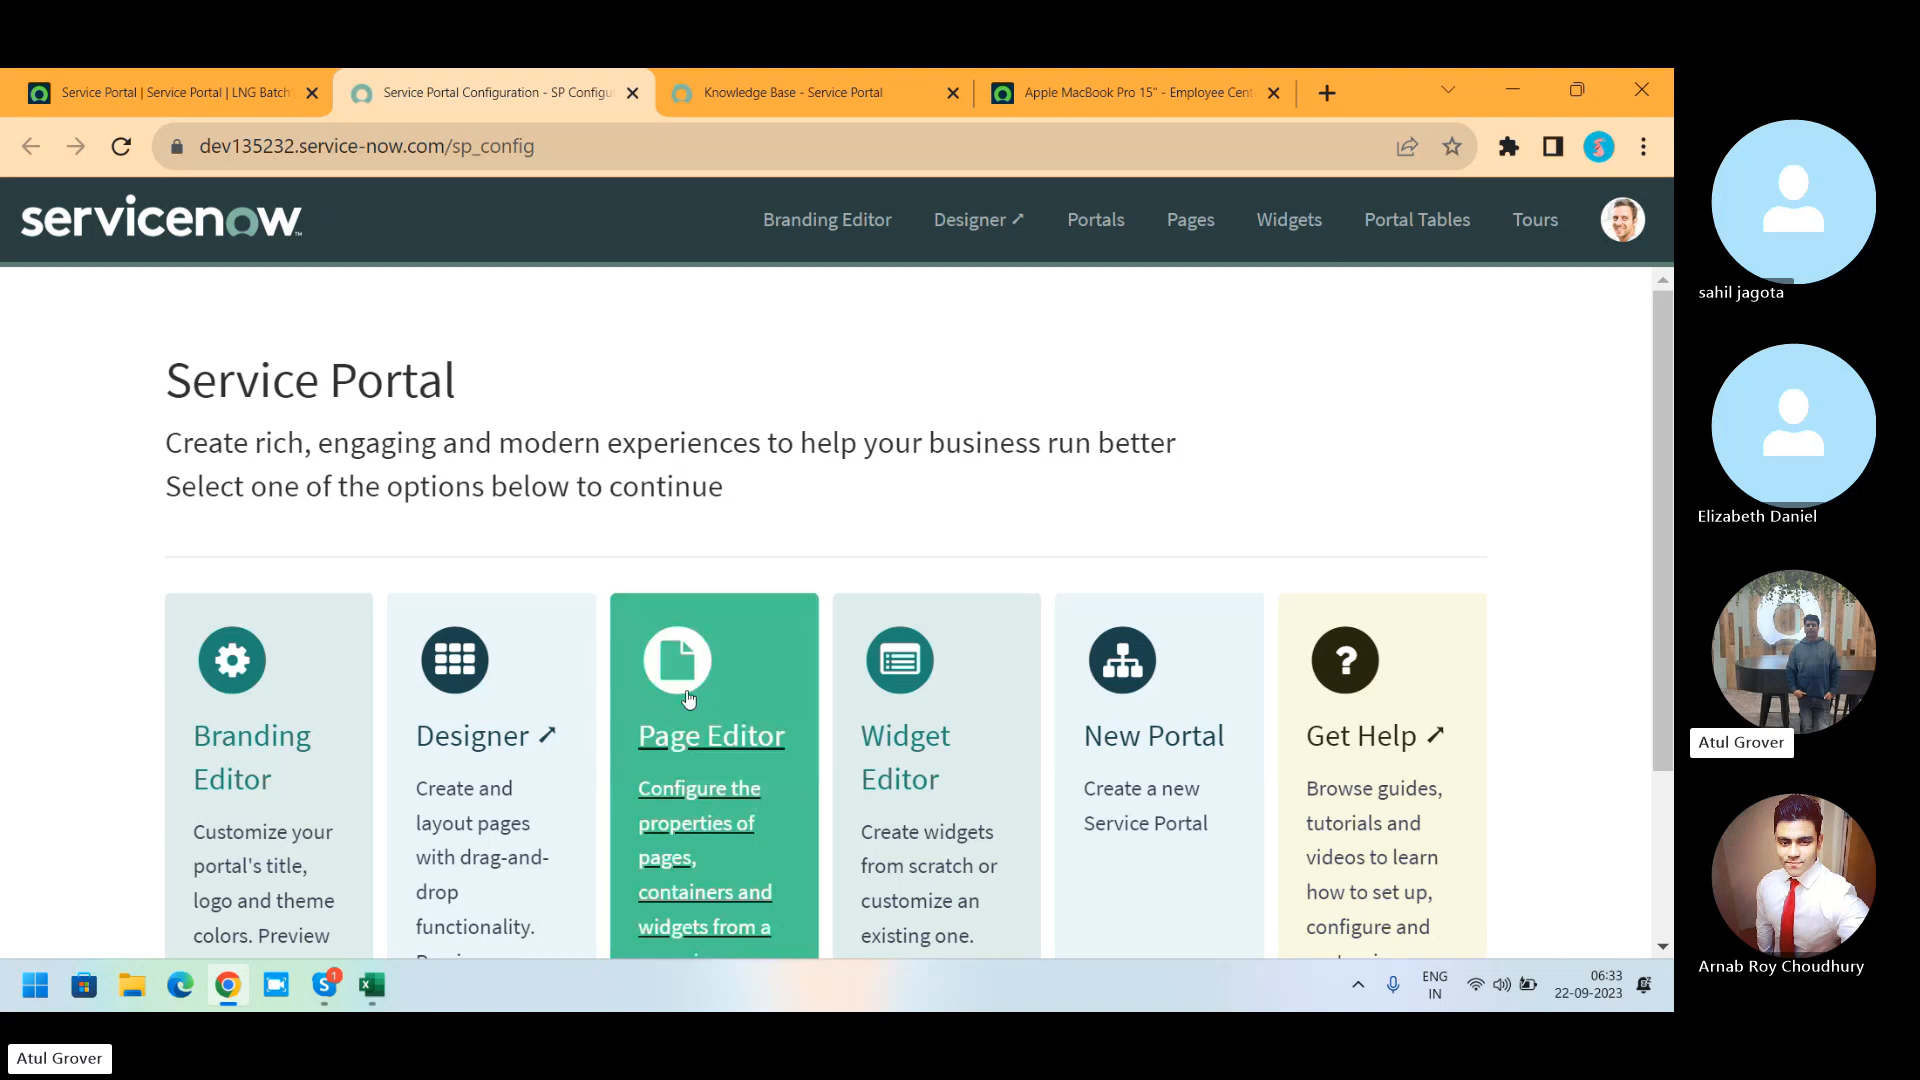 Service Portal | Service Portal | LNG Batch
Service Portal Configuration - SP Configu
Knowledge Base - Service Portal
Apple MacBook Pro 15" - Employee Cent
dev135232.service-now.com/sp_config
servicenow
Branding Editor
Designer
Portals
Pages
Widgets
Portal Tables
Tours
Service Portal
Create rich, engaging and modern experiences to help your business run better
Select one of the options below to continue
Branding
Editor
Customize your
portal's title,
logo and theme
colors. Preview
Designer
Create and
layout pages
with drag-and-
drop
functionality.
Page Editor
Configure the
properties of
pages,
containers and
widgets from a
Widget
Editor
Create widgets
from scratch or
customize an
existing one.
New Portal
Create a new
Service Portal
Get Help
Browse guides,
tutorials and
videos to learn
how to set up,
configure and
sahil jagota
Elizabeth Daniel
Atul Grover
Arnab Roy Choudhury
1
ENG
IN
06:33
22-09-2023
Atul Grover